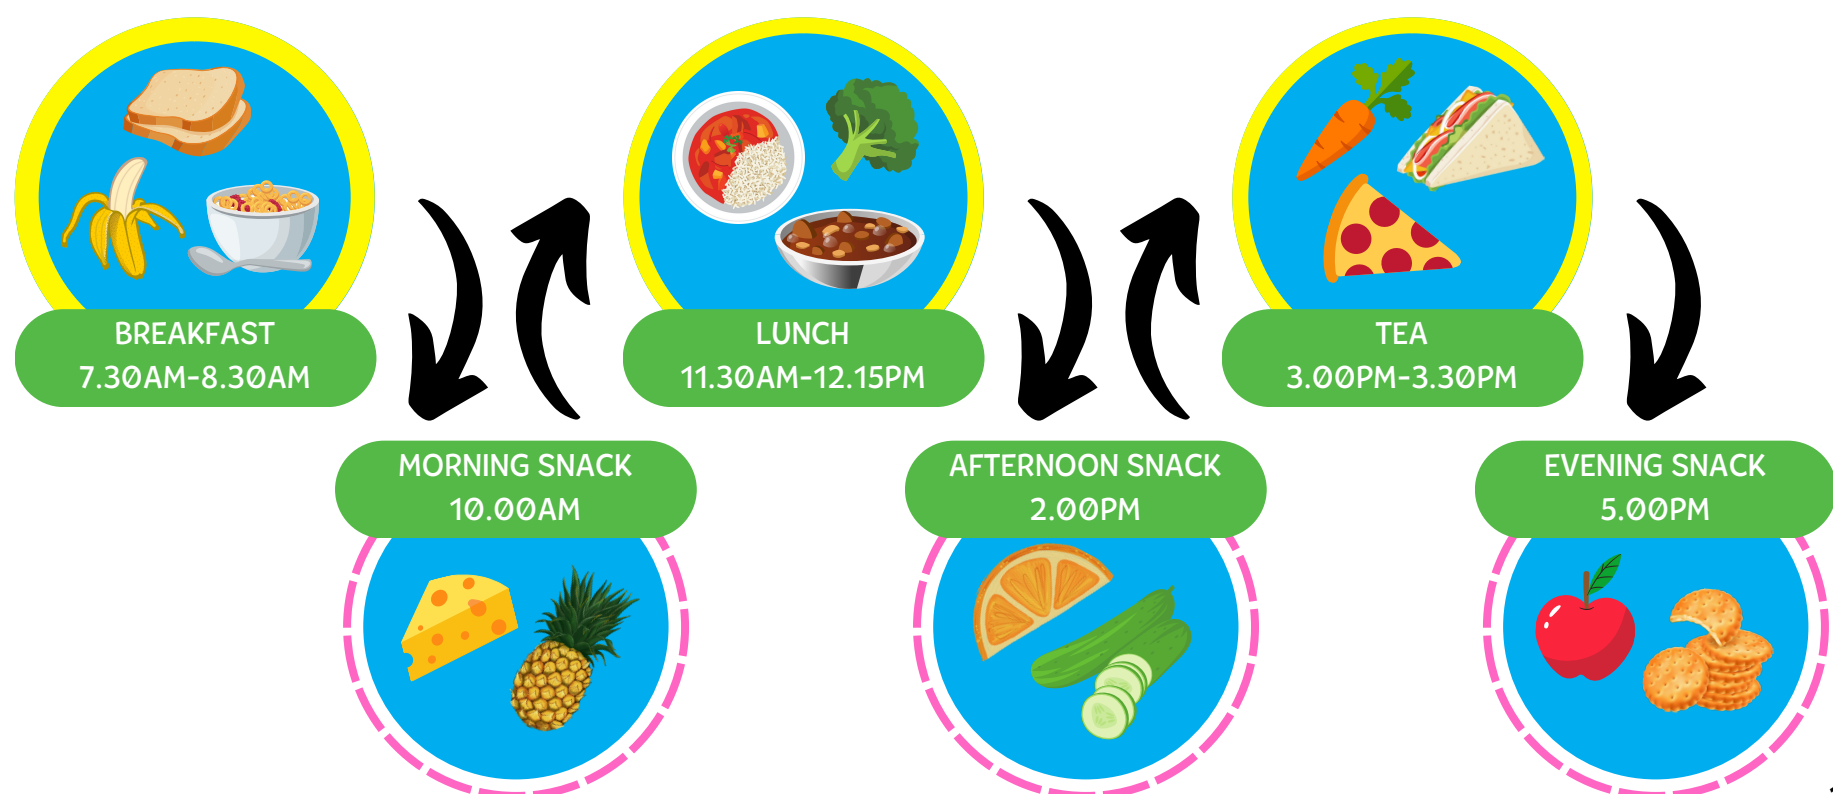 BREAKFAST
7.30AM-8.30AM
MORNING SNACK
10.00AM
LUNCH
11.30AM-12.15PM
AFTERNOON SNACK
2.00PM
TEA
3.00PM-3.30PM
EVENING SNACK
5.00PM